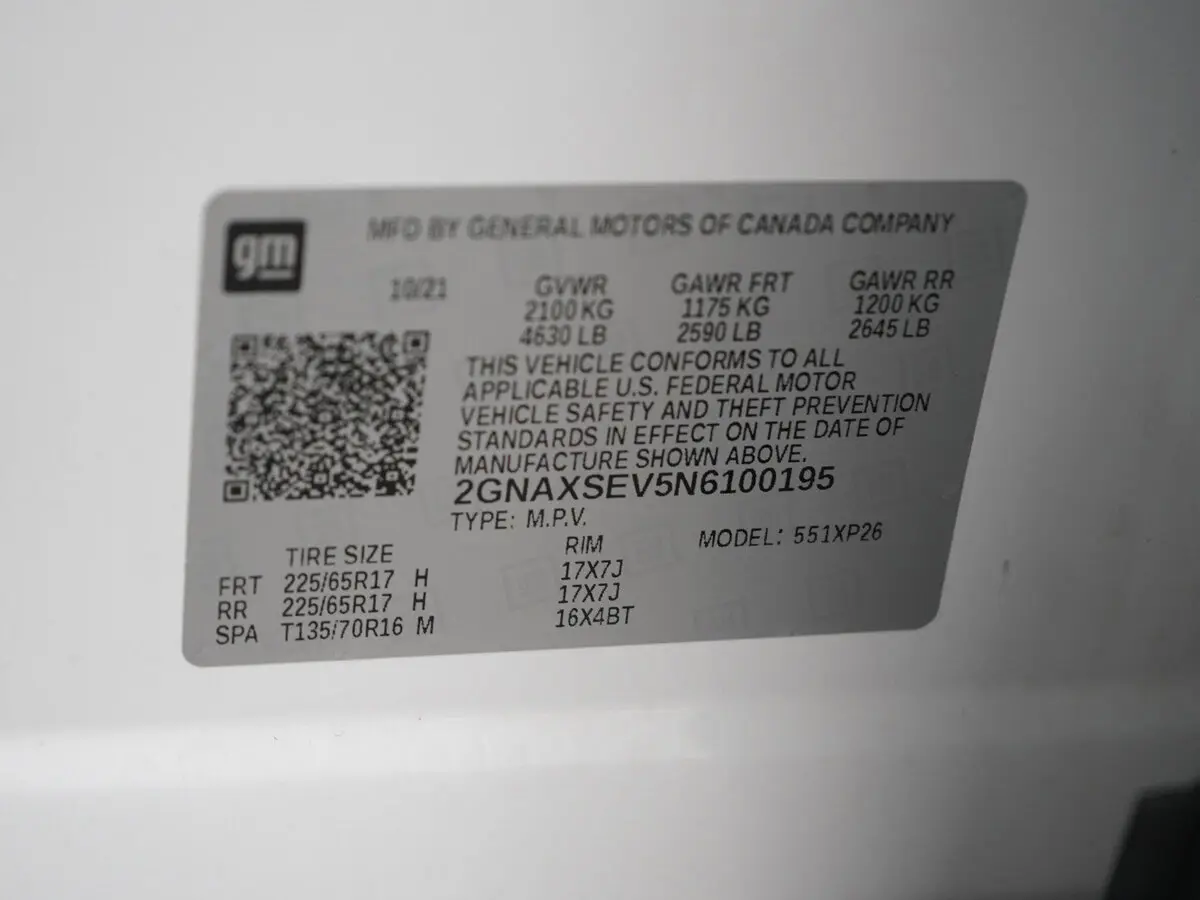 gm
MFD BY GENERAL MOTORS OF CANADA COMPANY
10/21 GVWR GAWR FRT GAWR RR
2100 KG 1175 KG 1200 KG
4630 LB 2590 LB 2645 LB
THIS VEHICLE CONFORMS TO ALL
APPLICABLE U.S. FEDERAL MOTOR
VEHICLE SAFETY AND THEFT PREVENTION
STANDARDS IN EFFECT ON THE DATE OF
MANUFACTURE SHOWN ABOVE.
2GNAXSEV5N6100195
TYPE: M.P.V. MODEL: 551XP26
TIRE SIZE RIM
FRT 225/65R17 H 17X7J
RR 225/65R17 H 17X7J
SPA T135/70R16 M 16X4BT